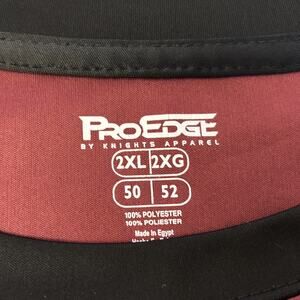 PROEDGE
BY KNIGHTS APPAREL
2XL 2XG
50 52
100% POLYESTER
100% POLIESTER
Made In Egypt